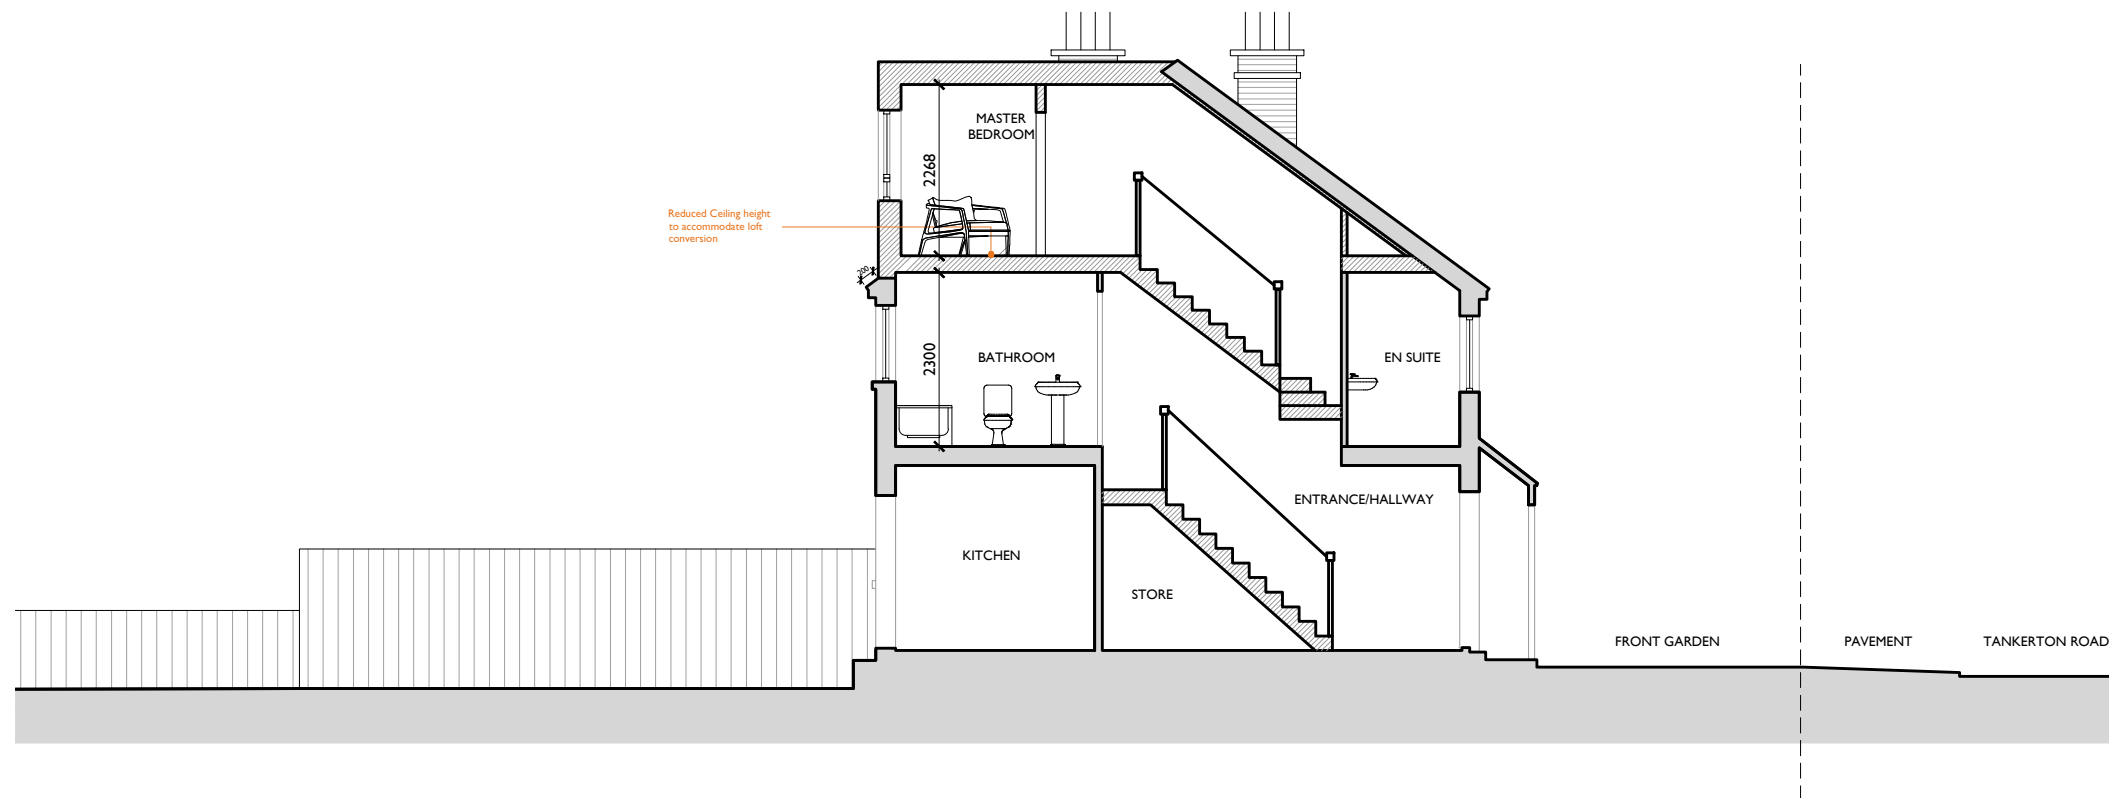 MASTER
BEDROOM
2268
Reduced Ceiling height
to accommodate loft
conversion
200
2300
BATHROOM
EN SUITE
ENTRANCE/HALLWAY
KITCHEN
STORE
FRONT GARDEN
PAVEMENT
TANKERTON ROAD